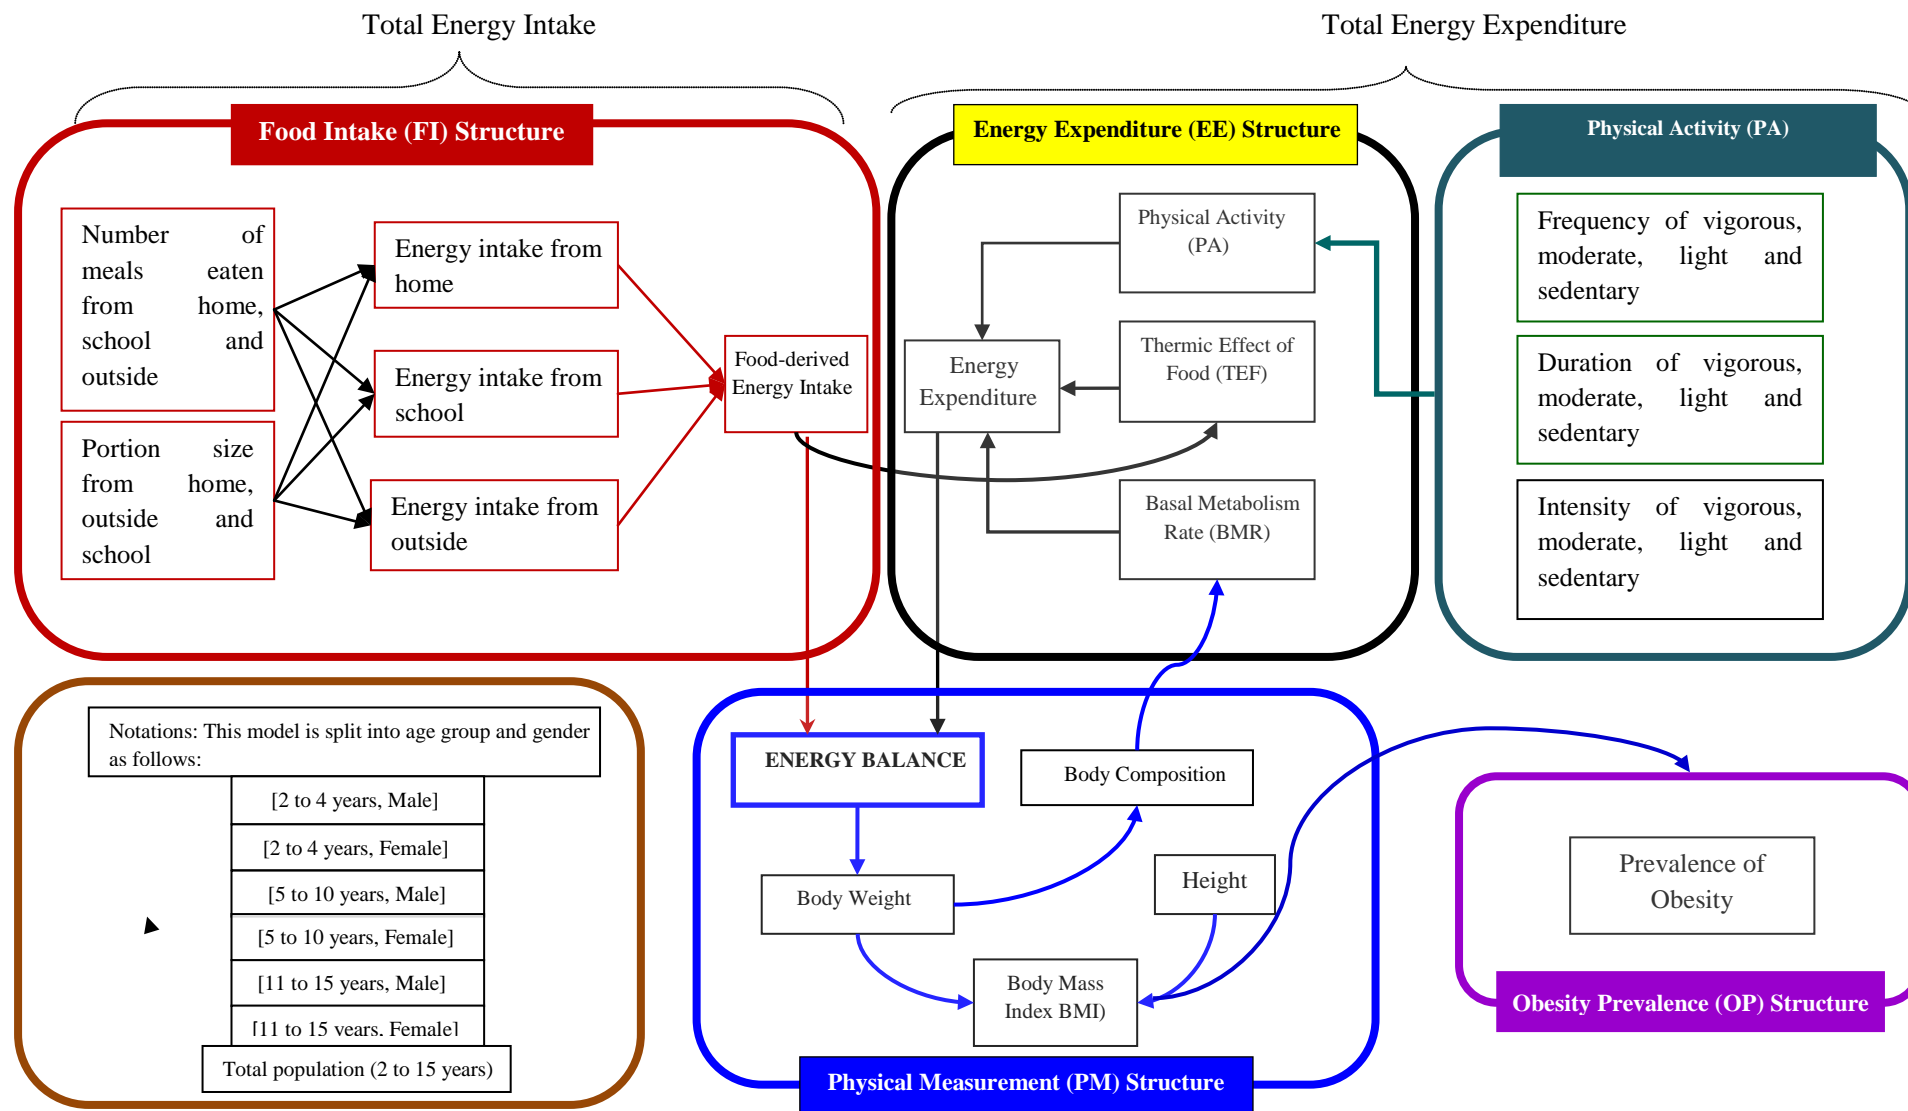 Total Energy Intake
Total Energy Expenditure
Food Intake (FI) Structure
Number of
meals eaten
from home,
school and
outside
Portion size
from home,
outside and
school
Energy intake from
home
Energy intake from
school
Energy intake from
outside
Food-derived
Energy Intake
Energy Expenditure (EE) Structure
Physical Activity
(PA)
Energy
Expenditure
Thermic Effect of
Food (TEF)
Basal Metabolism
Rate (BMR)
Physical Activity (PA)
Frequency of vigorous,
moderate, light and
sedentary
Duration of vigorous,
moderate, light and
sedentary
Intensity of vigorous,
moderate, light and
sedentary
Notations: This model is split into age group and gender
as follows:
[2 to 4 years, Male]
[2 to 4 years, Female]
[5 to 10 years, Male]
[5 to 10 years, Female]
[11 to 15 years, Male]
[11 to 15 years, Female]
Total population (2 to 15 years)
ENERGY BALANCE
Body Composition
Body Weight
Height
Body Mass
Index BMI)
Physical Measurement (PM) Structure
Prevalence of
Obesity
Obesity Prevalence (OP) Structure